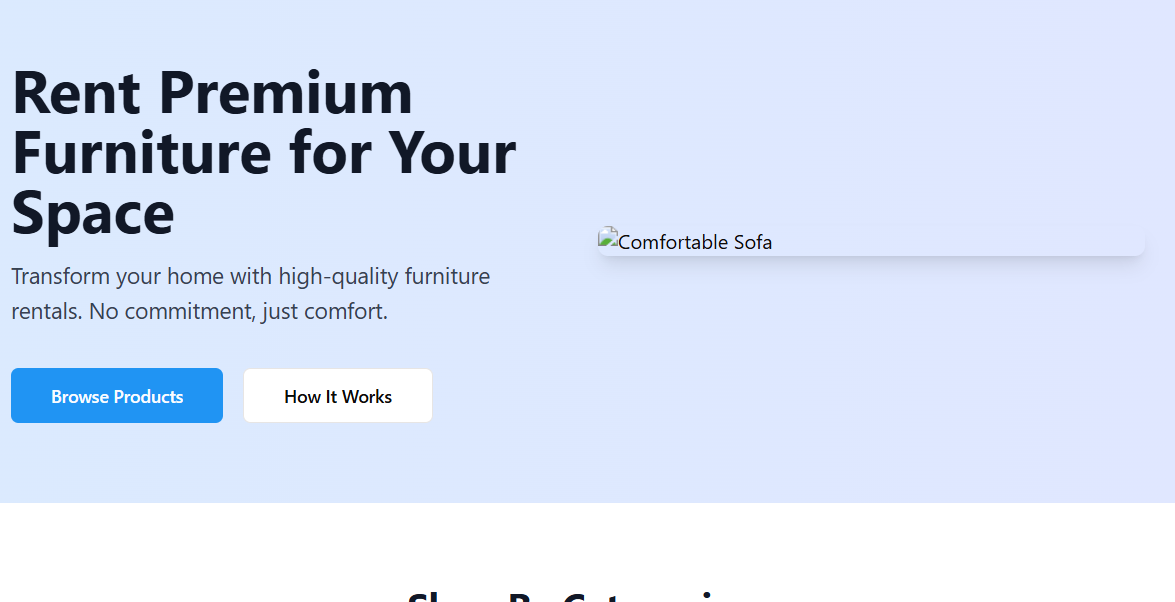 Rent Premium
Furniture for Your
Space
Transform your home with high-quality furniture
rentals. No commitment, just comfort.
Comfortable Sofa
Browse Products
How It Works